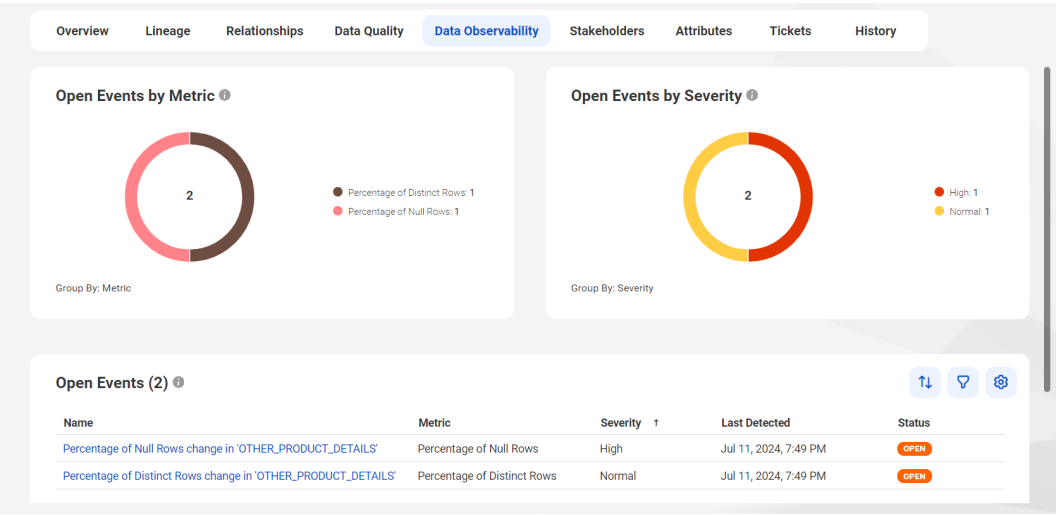 Overview Lineage Relationships Data Quality Data Observability Stakeholders Attributes Tickets History
Open Events by Metric
2
Percentage of Distinct Rows: 1
Percentage of Null Rows: 1
Group By: Metric
Open Events by Severity
2
High: 1
Normal: 1
Group By: Severity
Open Events (2)
Name Metric Severity ↑ Last Detected Status
Percentage of Null Rows change in 'OTHER_PRODUCT_DETAILS' Percentage of Null Rows High Jul 11, 2024, 7:49 PM OPEN
Percentage of Distinct Rows change in 'OTHER_PRODUCT_DETAILS' Percentage of Distinct Rows Normal Jul 11, 2024, 7:49 PM OPEN